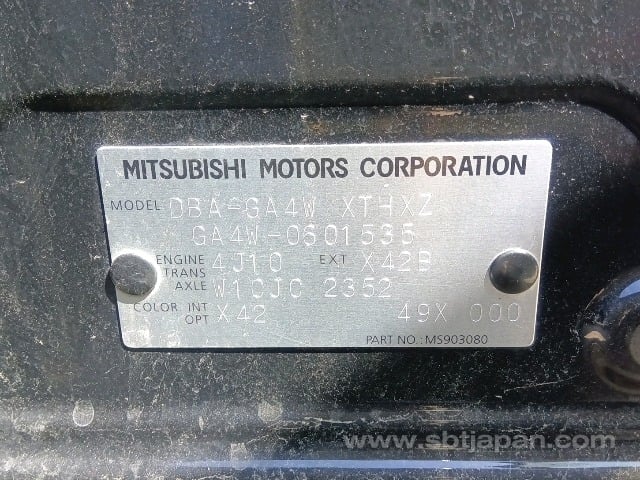 MITSUBISHI MOTORS CORPORATION
MODEL DBA-GA4W XTHXZ
GA4W-0601535
ENGINE 4J10 EXT X42B
TRANS AXLE W1CJC 2352
COLOR INT OPT X42 49X 000
PART NO.:MS903080
www.sbtjapan.com